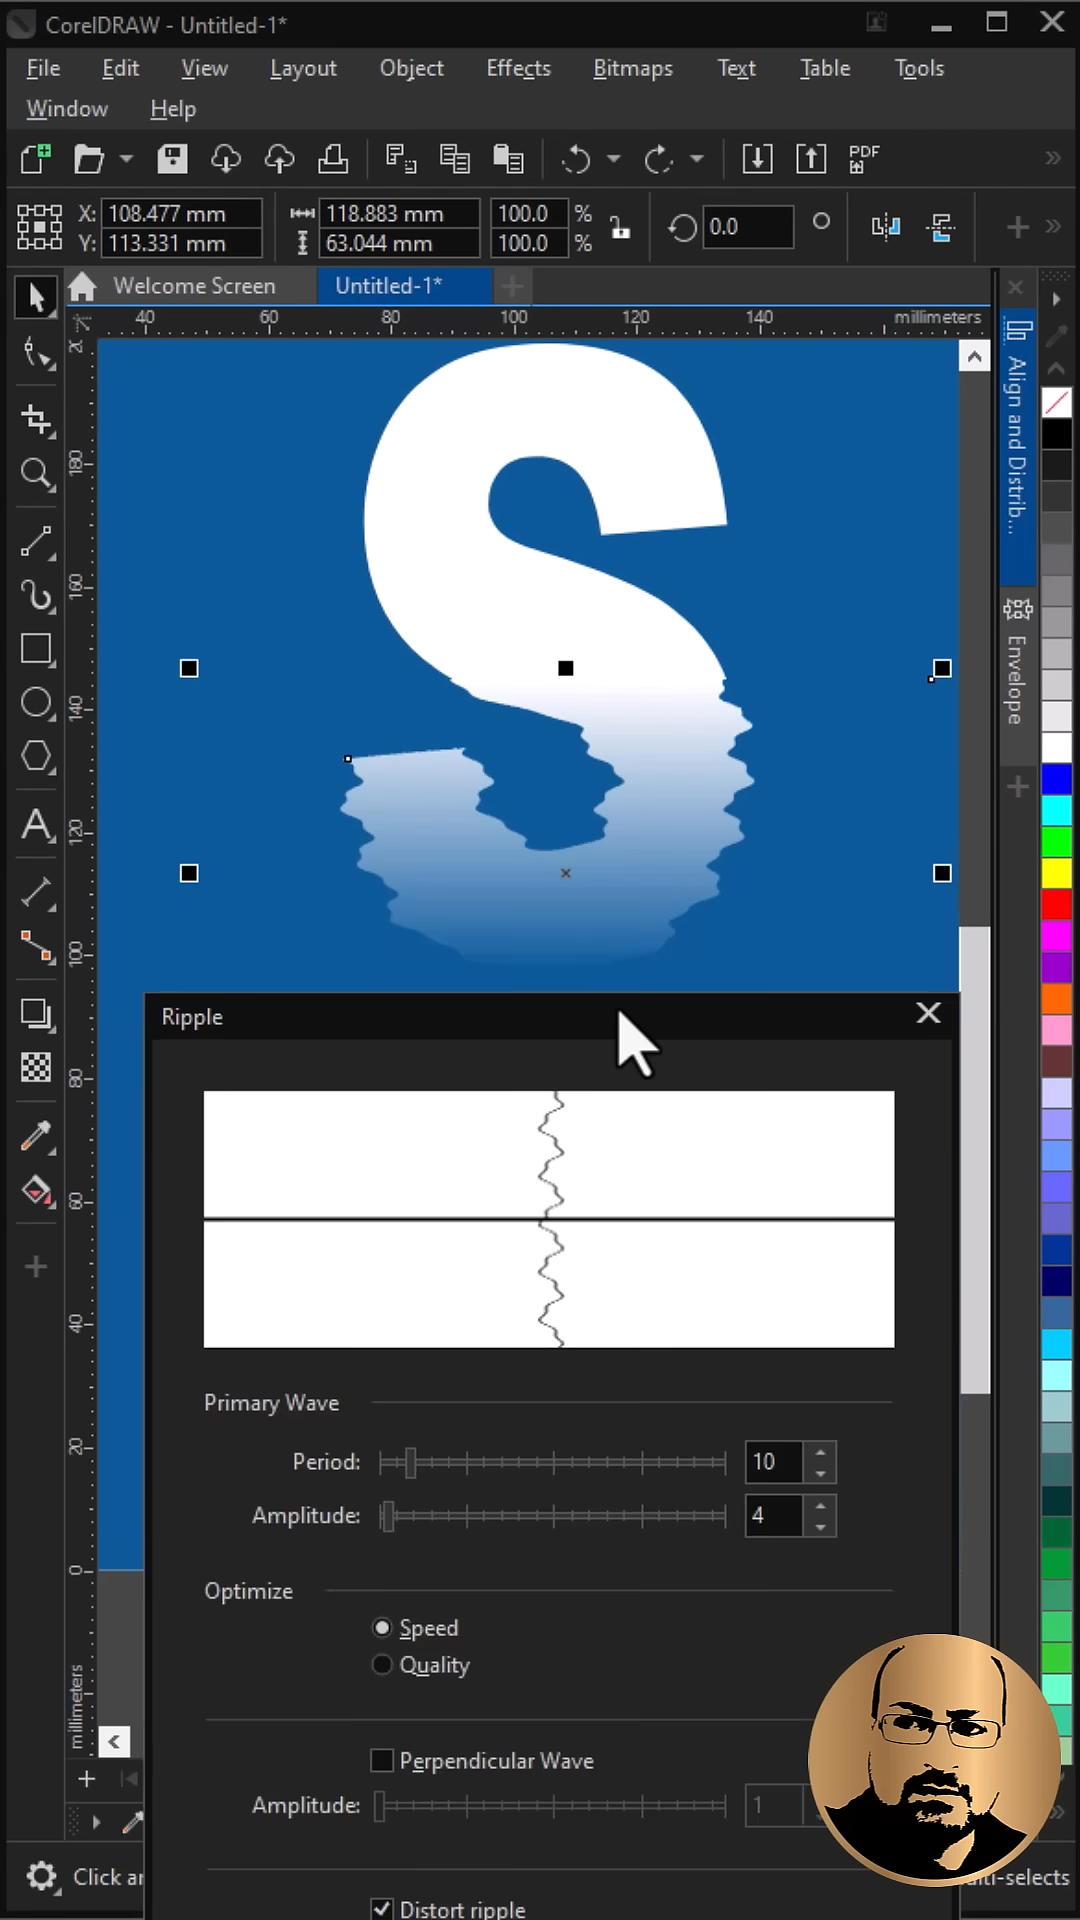 CorelDRAW - Untitled-1*
File Edit View Layout Object Effects Bitmaps Text Table Tools
Window Help
PDF
X: 108.477 mm 118.883 mm 100.0 % 0.0
Y: 113.331 mm 63.044 mm 100.0 %
Welcome Screen Untitled-1*
40 60 80 100 120 140 millimeters
180
160
140
120
100
80
60
40
20
0
millimeters
S
Align and Distrib...
Envelope
Ripple
Primary Wave
Period: 10
Amplitude: 4
Optimize
Speed
Quality
Perpendicular Wave
Amplitude: 1
Distort ripple
Click an
ulti-selects